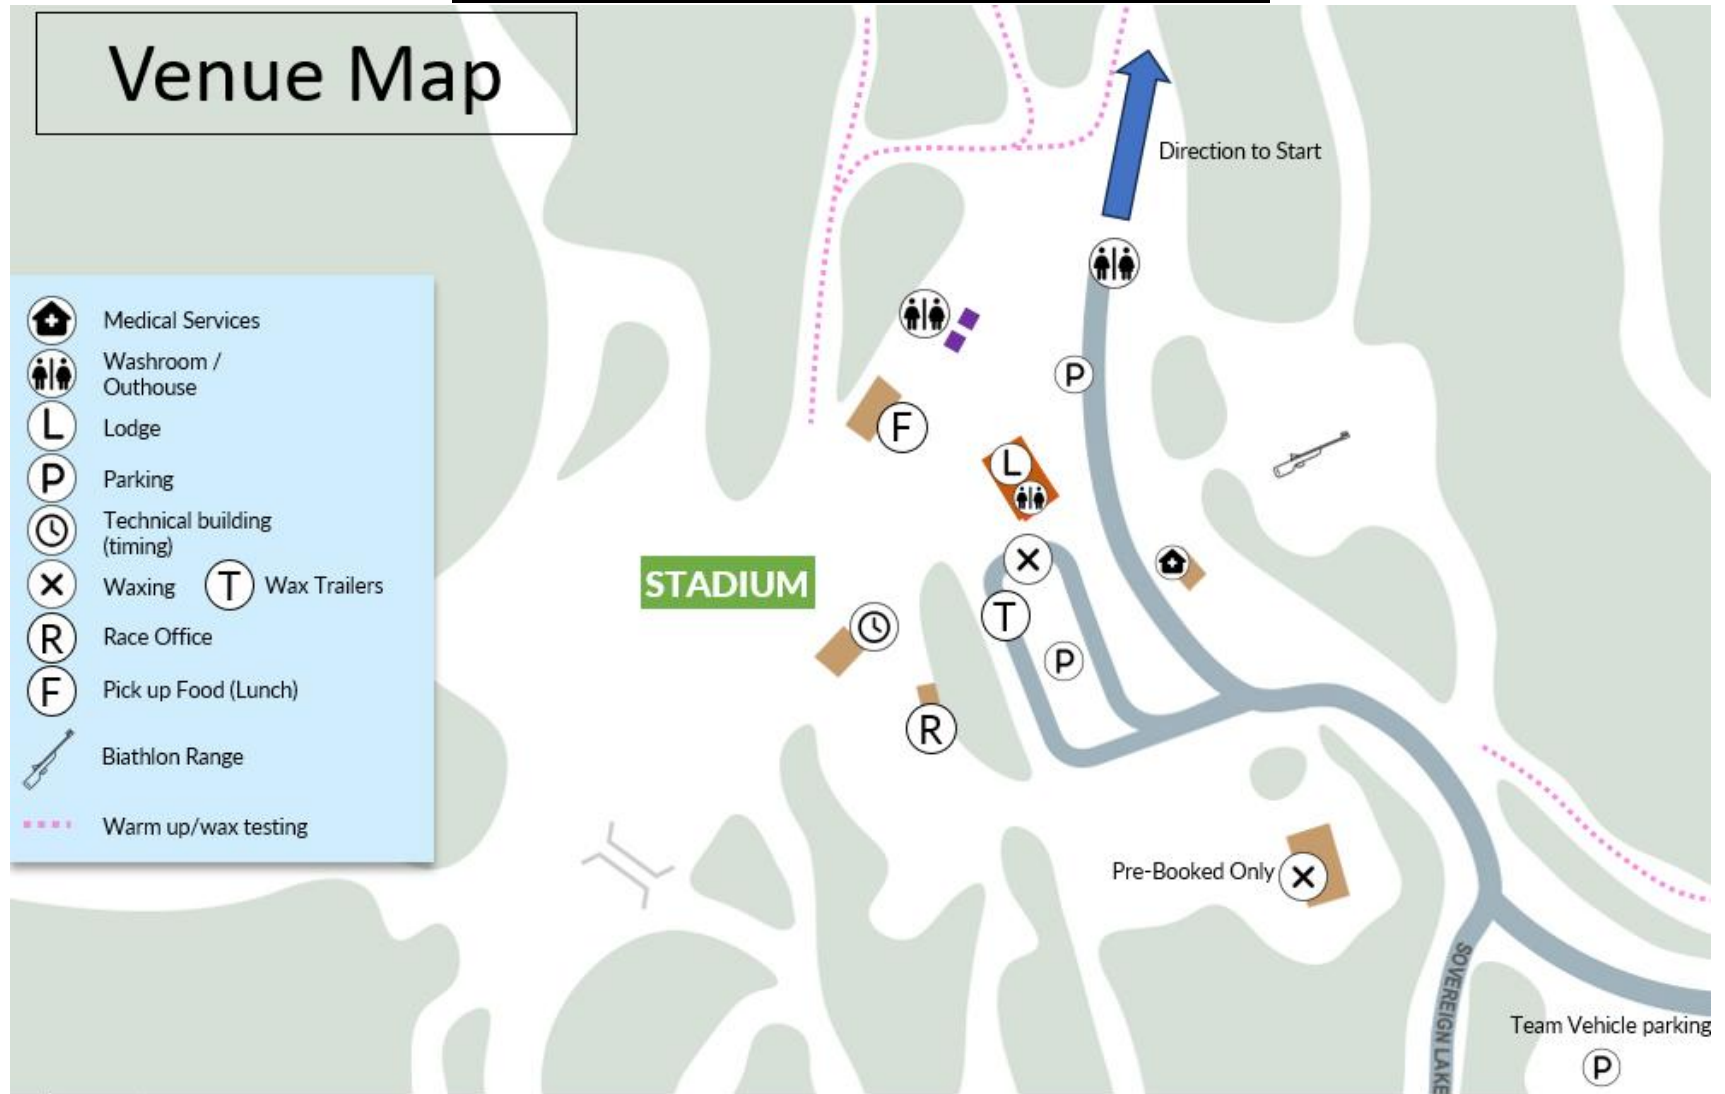 Venue Map
Direction to Start
Medical Services
Washroom /
Outhouse
L
Lodge
P
Parking
Technical building
(timing)
Waxing
T
Wax Trailers
R
Race Office
F
Pick up Food (Lunch)
Biathlon Range
Warm up/wax testing
P
F
L
STADIUM
T
P
R
Pre-Booked Only
SOVEREIGN LAKE
Team Vehicle parking
P